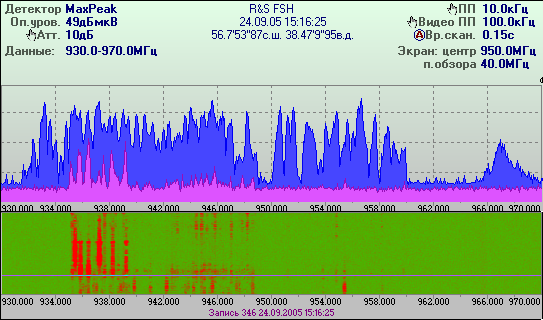 Детектор MaxPeak R&S FSH ПП 10.0кГц
Оп.уров. 49дБмкВ 24.09.05 15:16:25 Видео ПП 100.0кГц
Атт. 10дБ 56.7'53"87с.ш. 38.47'9"95в.д. A Вр.скан. 0.15с
Данные: 930.0-970.0МГц Экран: центр 950.0МГц
п.обзора 40.0МГц
930.000 934.000 938.000 942.000 946.000 950.000 954.000 958.000 962.000 966.000 970.000
930.000 934.000 938.000 942.000 946.000 950.000 954.000 958.000 962.000 966.000 970.000
Запись 346 24.09.2005 15:16:25